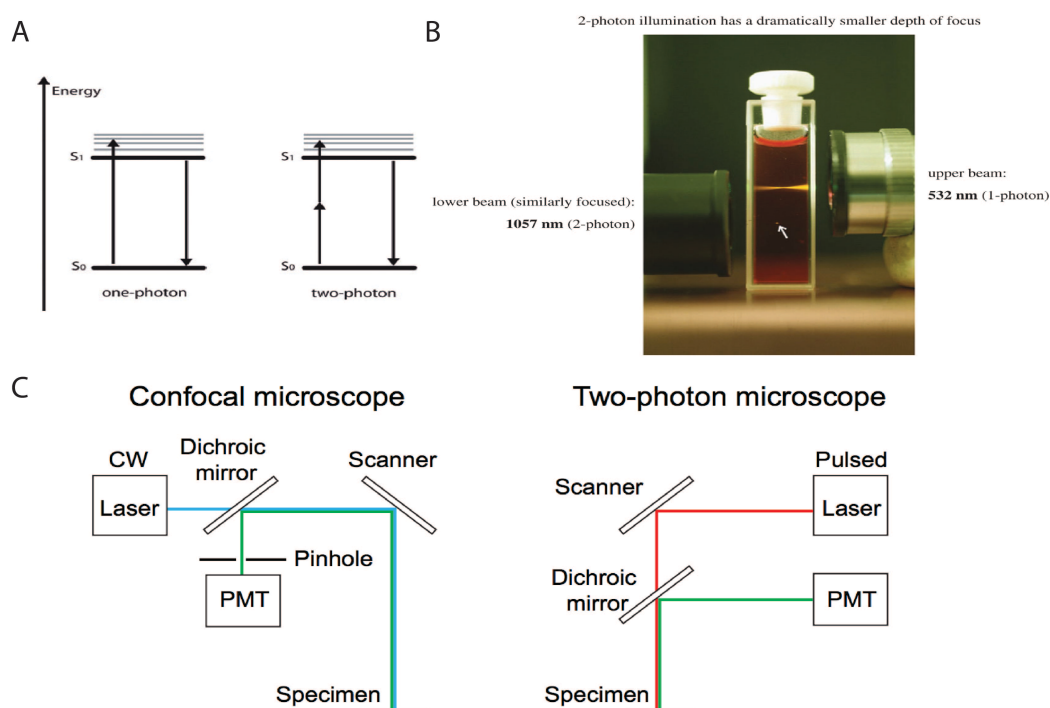 A
Energy
S1
S0
one-photon
S1
S0
two-photon
B
2-photon illumination has a dramatically smaller depth of focus
lower beam (similarly focused):
1057 nm (2-photon)
upper beam:
532 nm (1-photon)
C
Confocal microscope
CW
Laser
Dichroic
mirror
Scanner
Pinhole
PMT
Specimen
Two-photon microscope
Pulsed
Laser
Scanner
Dichroic
mirror
PMT
Specimen